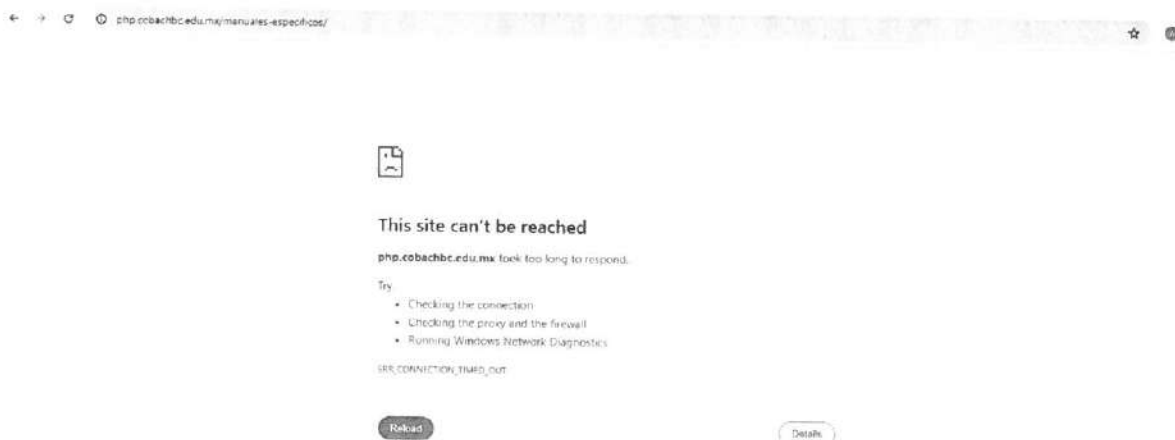 php.cobachbc.edu.mx/manuales-especificos/
This site can't be reached
php.cobachbc.edu.mx took too long to respond.
Try
• Checking the connection
• Checking the proxy and the firewall
• Running Windows Network Diagnostics
ERR_CONNECTION_TIMED_OUT
Reload
Details